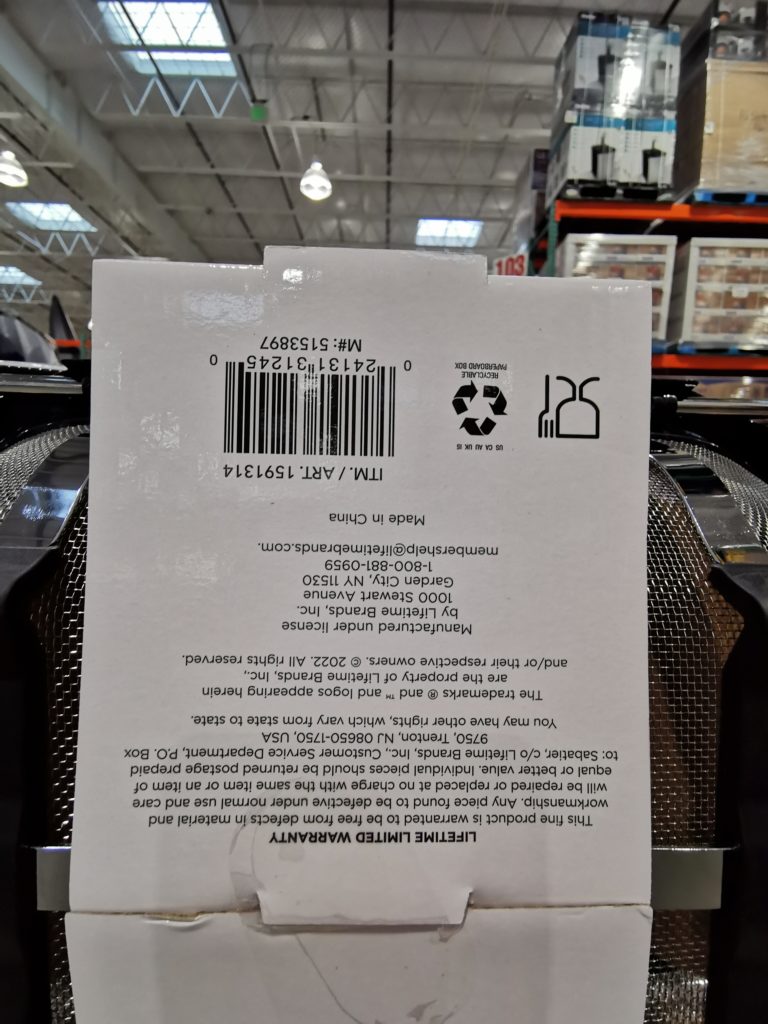 LIFETIME LIMITED WARRANTY
This fine product is warranted to be free from defects in material and
workmanship. Any piece found to be defective under normal use and care
will be repaired or replaced at no charge with the same item or an item of
equal or better value. Individual pieces should be returned postage prepaid
to: Sabatier, c/o Lifetime Brands, Inc., Customer Service Department, P.O. Box
9750, Trenton, NJ 08650-1750, USA
You may have other rights, which vary from state to state.
The trademarks ® and ™ and logos appearing herein
are the property of Lifetime Brands, Inc.,
and/or their respective owners. © 2022. All rights reserved.
Manufactured under license
by Lifetime Brands, Inc.
1000 Stewart Avenue
Garden City, NY 11530
1-800-881-0959
membershelp@lifetimebrands.com.
Made in China
US CA AU UK IS
RECYCLABLE
PAPERBOARD BOX
ITM. / ART. 1591314
0 24131 31245 0
M#: 5153897
103